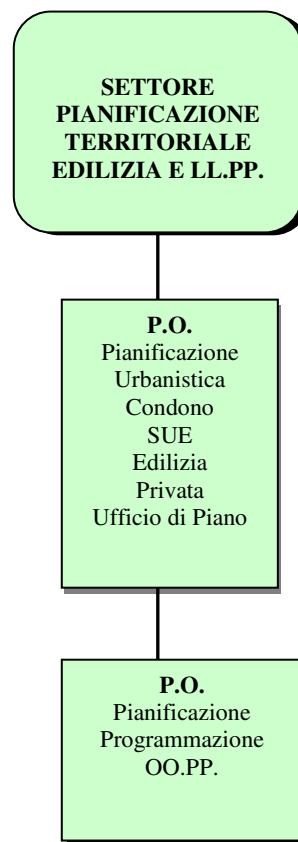 SETTORE
PIANIFICAZIONE
TERRITORIALE
EDILIZIA E LL.PP.
P.O.
Pianificazione
Urbanistica
Condono
SUE
Edilizia
Privata
Ufficio di Piano
P.O.
Pianificazione
Programmazione
OO.PP.